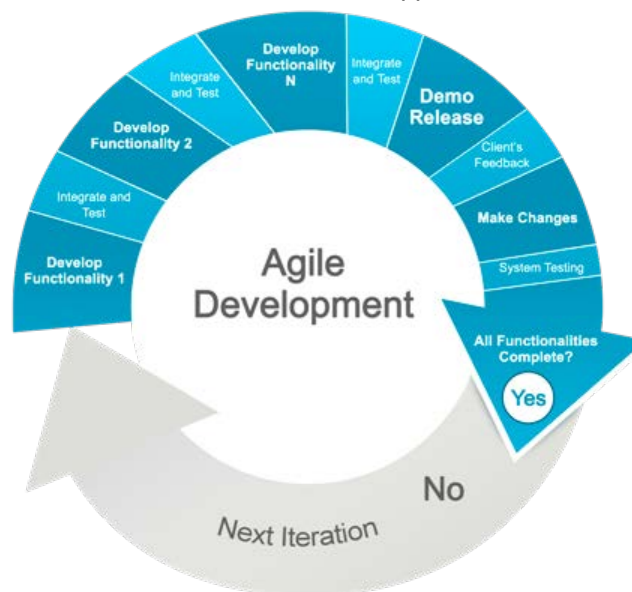 Develop
Functionality 1
Integrate and
Test
Develop
Functionality 2
Integrate
and Test
Develop
Functionality
N
Integrate
and Test
Demo
Release
Client's
Feedback
Make Changes
System Testing
All Functionalities
Complete?
Yes
No
Next Iteration
Agile
Development